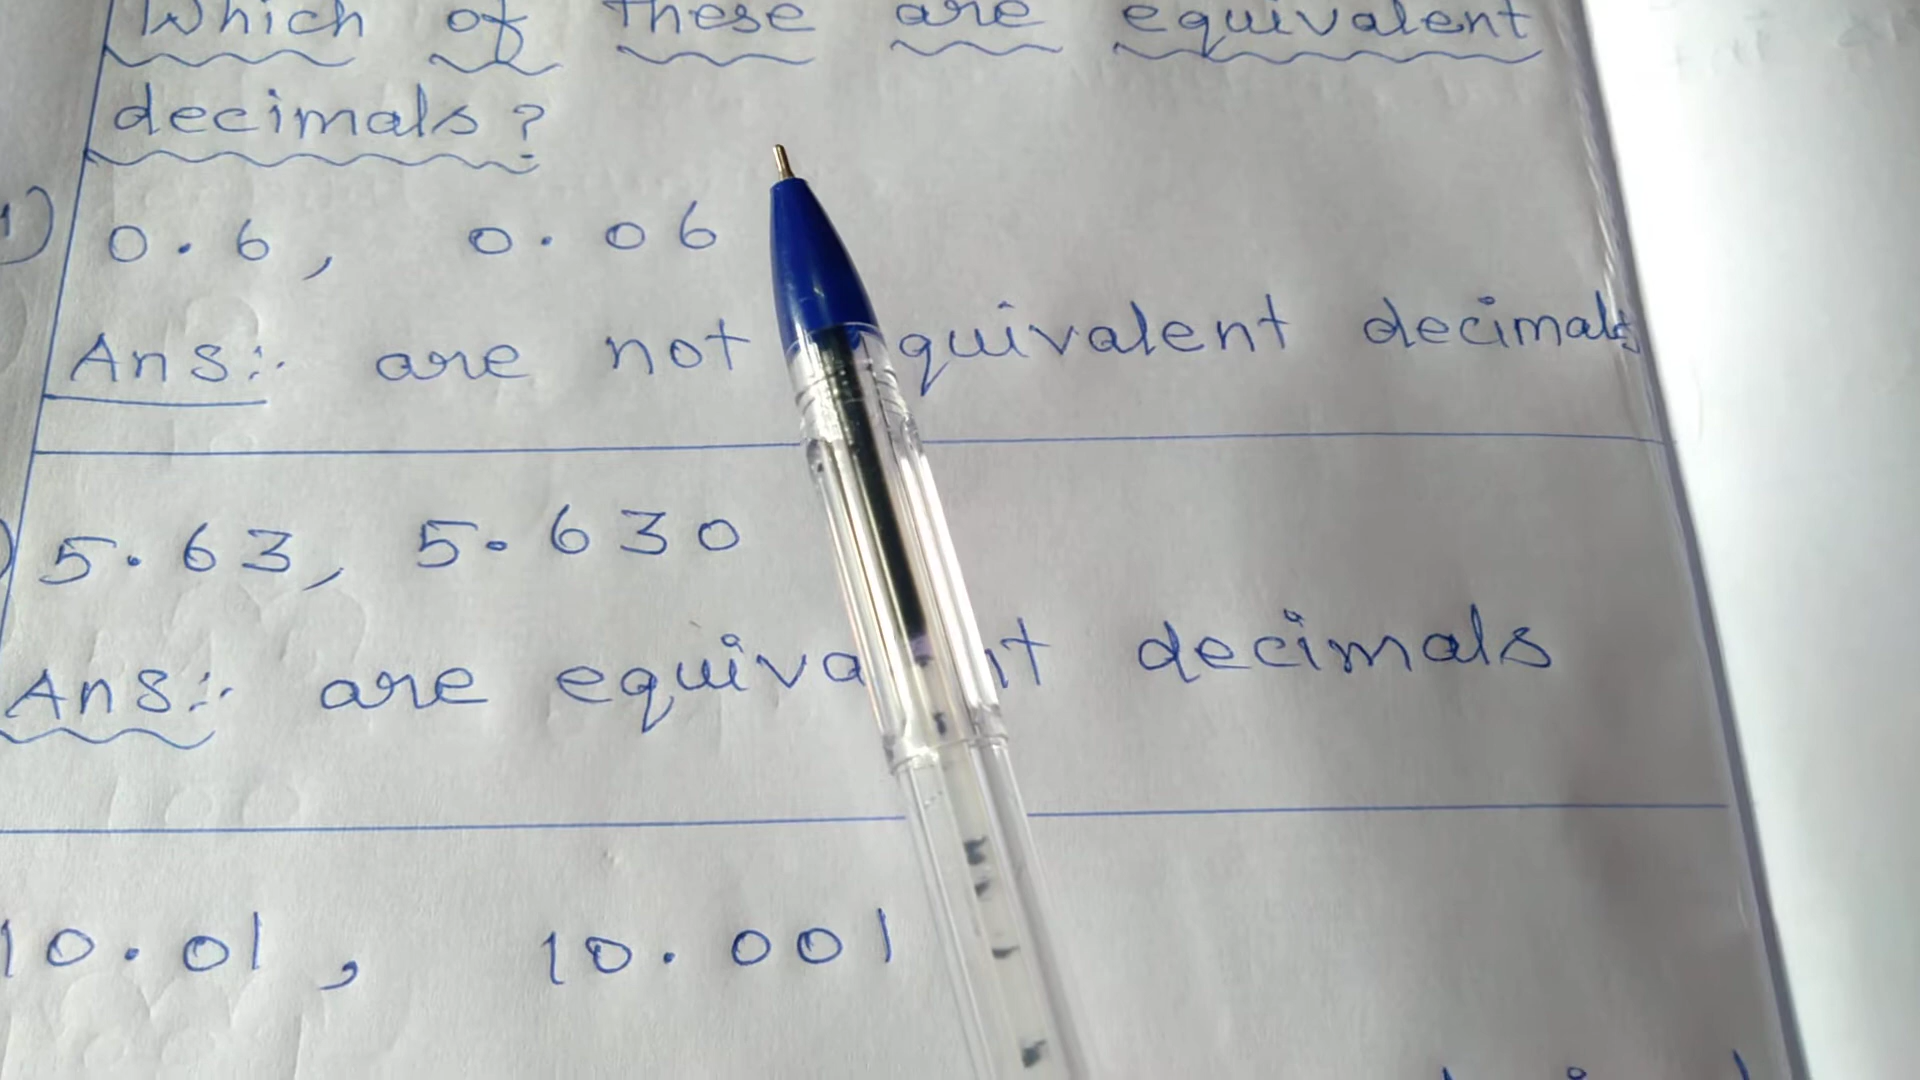 Which of these are equivalent
decimals?
1) 0.6, 0.06
Ans:- are not equivalent decimals
5.63, 5.630
Ans:- are equivalent decimals
10.01, 10.001